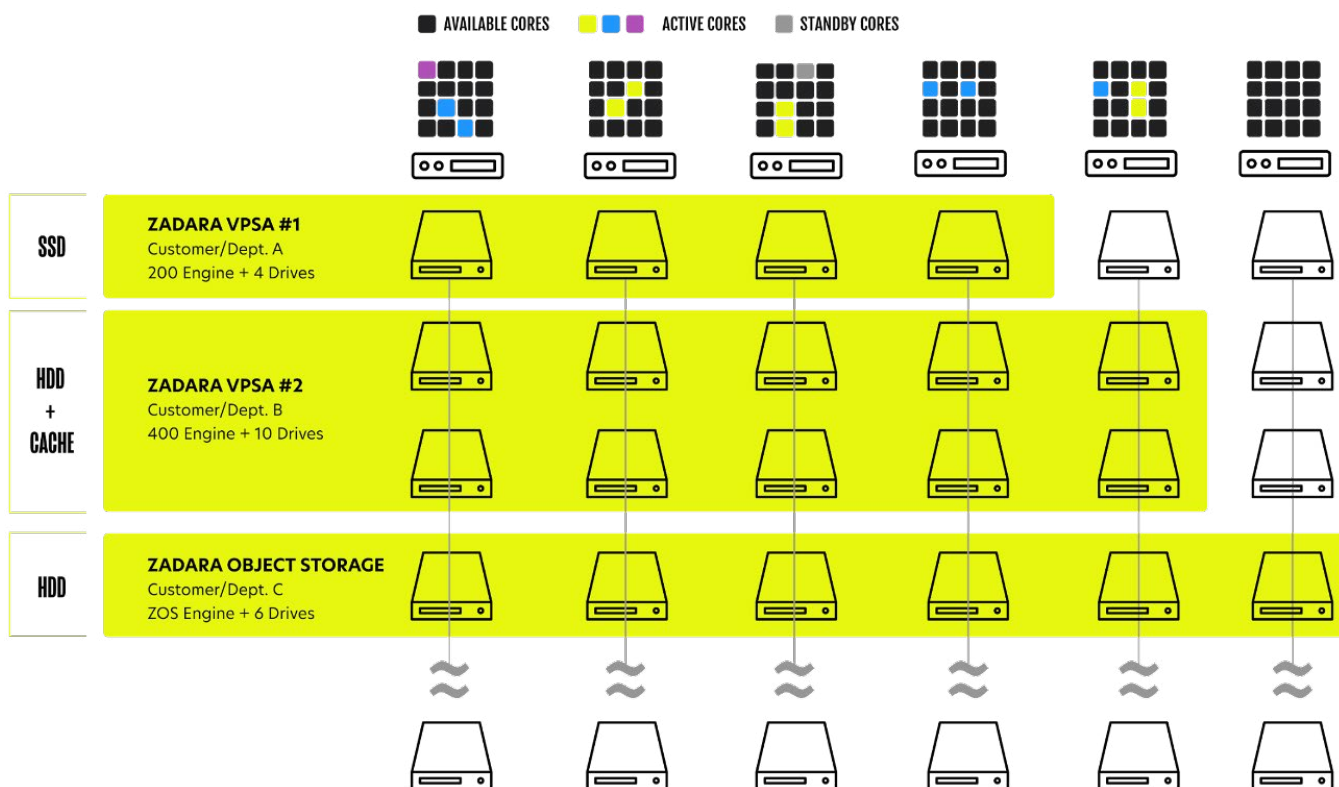 AVAILABLE CORES
ACTIVE CORES
STANDBY CORES
SSD
ZADARA VPSA #1
Customer/Dept. A
200 Engine + 4 Drives
HDD
+
CACHE
ZADARA VPSA #2
Customer/Dept. B
400 Engine + 10 Drives
HDD
ZADARA OBJECT STORAGE
Customer/Dept. C
ZOS Engine + 6 Drives